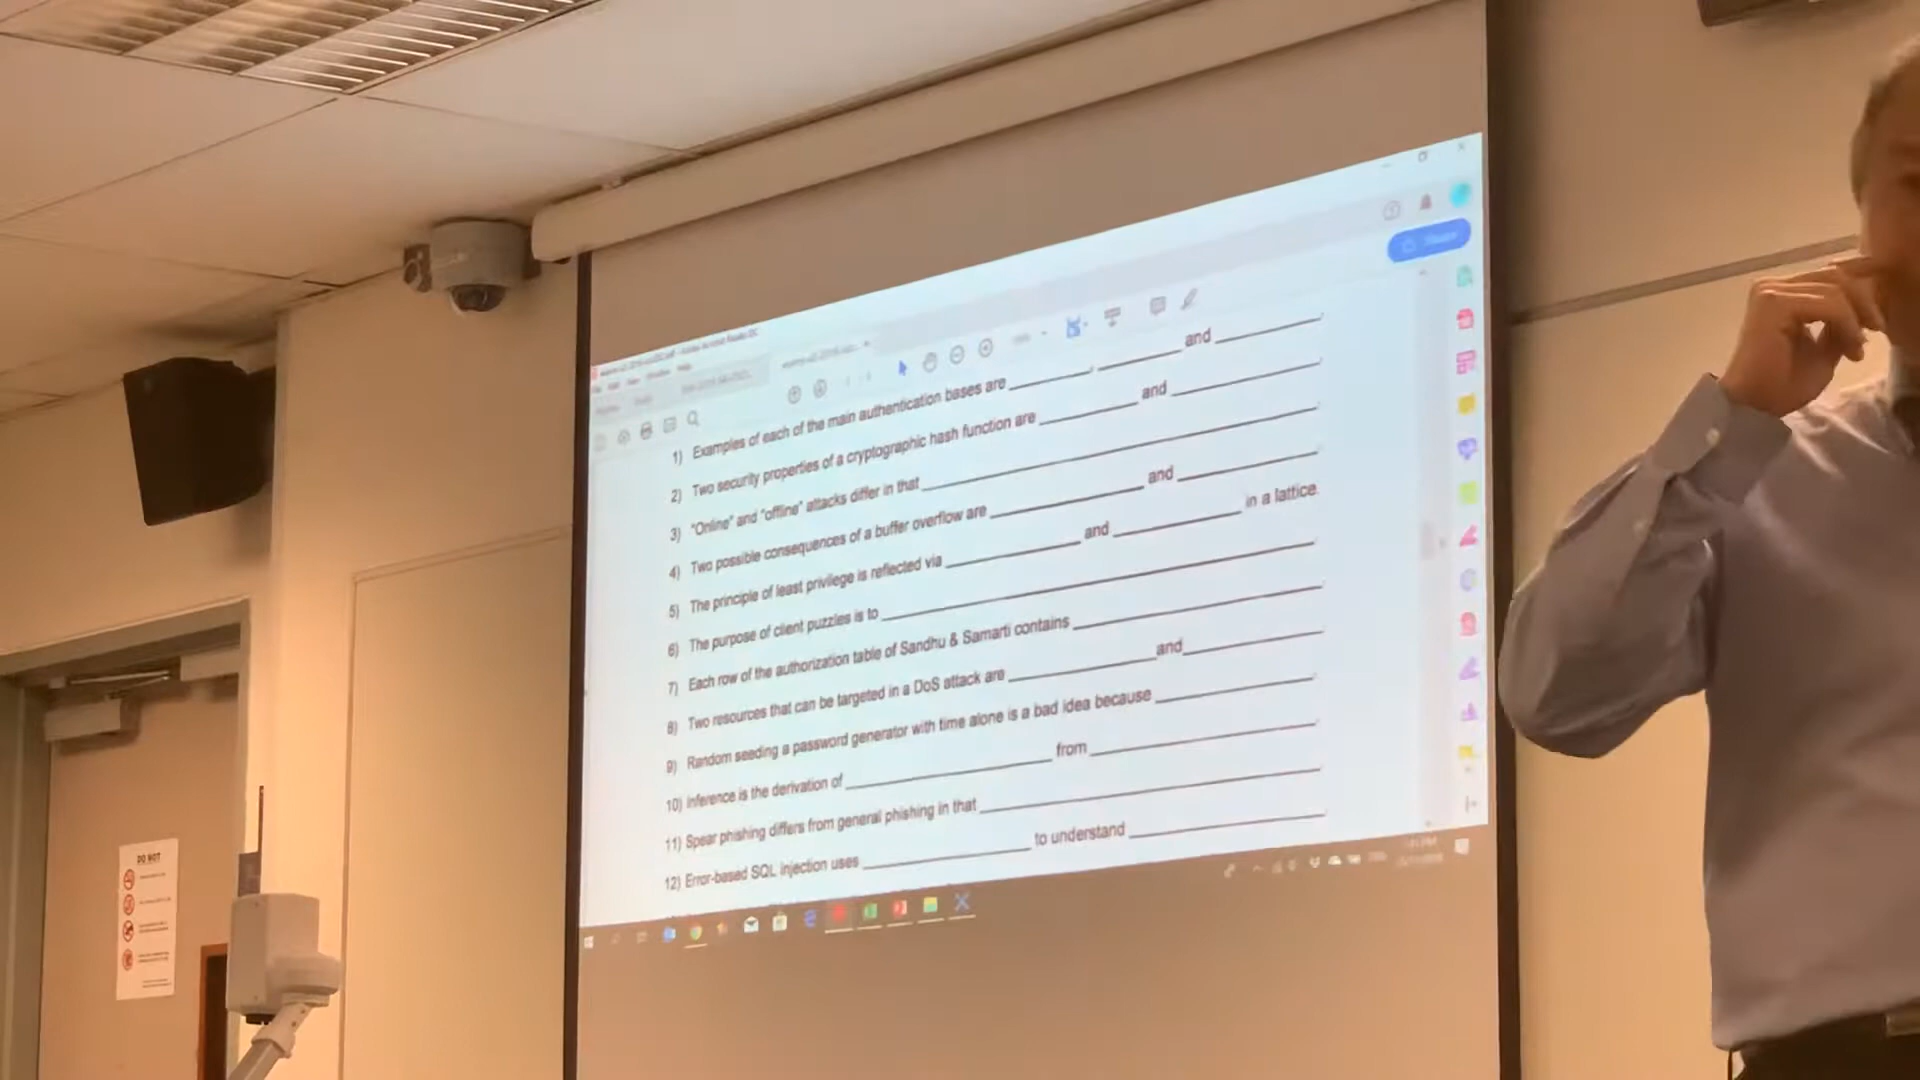 1) Examples of each of the main authentication bases are ________, ________ and ________.
2) Two security properties of a cryptographic hash function are ________ and ________.
3) "Online" and "offline" attacks differ in that ________.
4) Two possible consequences of a buffer overflow are ________ and ________.
5) The principle of least privilege is reflected via ________ and ________ in a lattice.
6) The purpose of client puzzles is to ________.
7) Each row of the authorization table of Sandhu & Samarti contains ________.
8) Two resources that can be targeted in a DoS attack are ________ and ________.
9) Random seeding a password generator with time alone is a bad idea because ________.
10) Inference is the derivation of ________ from ________.
11) Spear phishing differs from general phishing in that ________.
12) Error-based SQL injection uses ________ to understand ________.
DO NOT